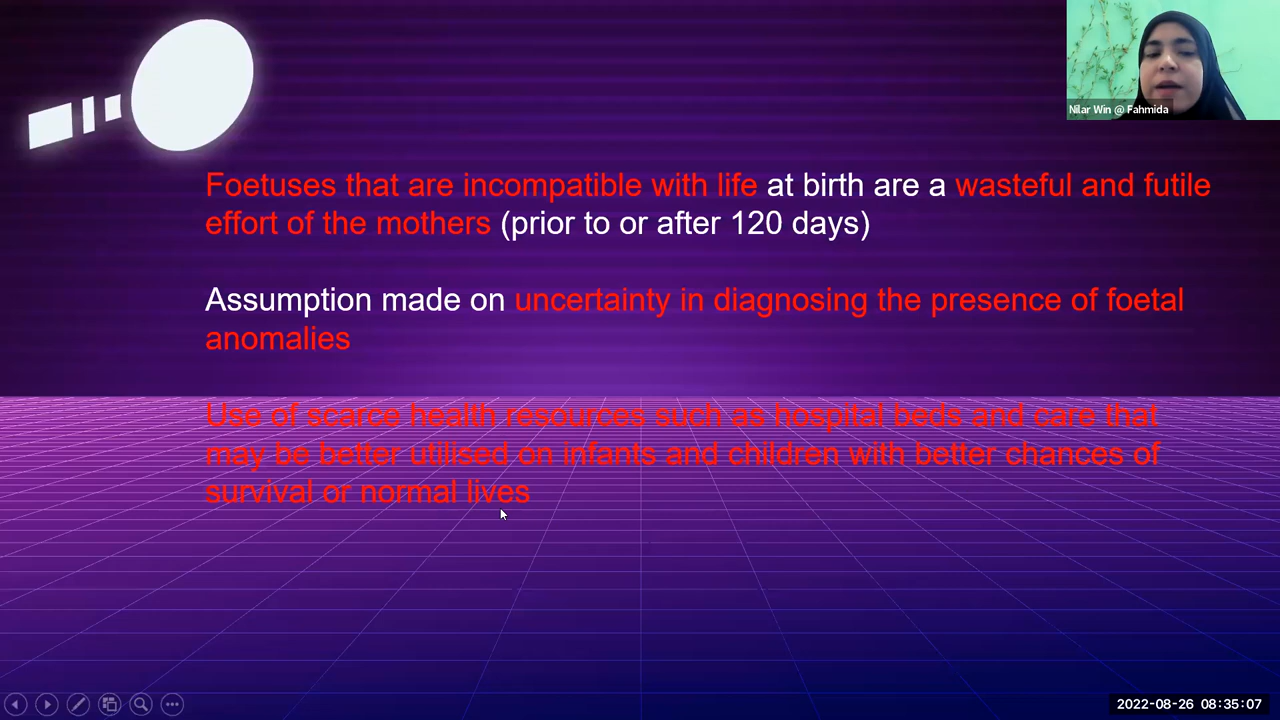 Nilar Win @ Fahmida
Foetuses that are incompatible with life at birth are a wasteful and futile
effort of the mothers (prior to or after 120 days)
Assumption made on uncertainty in diagnosing the presence of foetal
anomalies
Use of scarce health resources such as hospital beds and care that
may be better utilised on infants and children with better chances of
survival or normal lives
2022-08-26 08:35:07